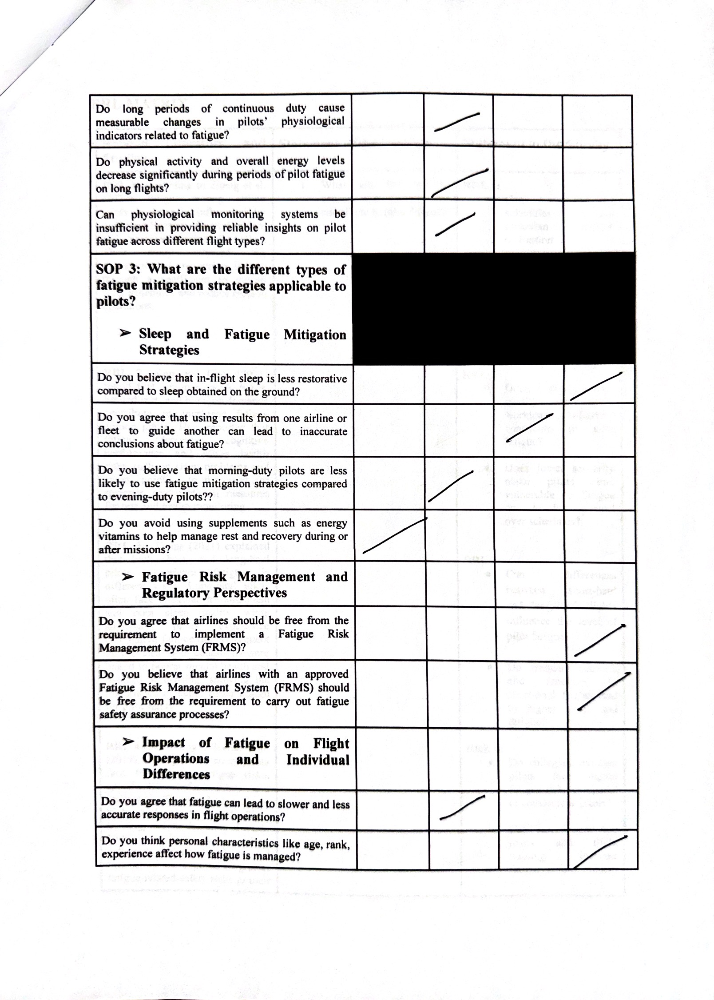 Do long periods of continuous duty cause
measurable changes in pilots' physiological
indicators related to fatigue?
Do physical activity and overall energy levels
decrease significantly during periods of pilot fatigue
on long flights?
Can physiological monitoring systems be
insufficient in providing reliable insights on pilot
fatigue across different flight types?
SOP 3: What are the different types of
fatigue mitigation strategies applicable to
pilots?
➢ Sleep and Fatigue Mitigation
Strategies
Do you believe that in-flight sleep is less restorative
compared to sleep obtained on the ground?
Do you agree that using results from one airline or
fleet to guide another can lead to inaccurate
conclusions about fatigue?
Do you believe that morning-duty pilots are less
likely to use fatigue mitigation strategies compared
to evening-duty pilots??
Do you avoid using supplements such as energy
vitamins to help manage rest and recovery during or
after missions?
➢ Fatigue Risk Management and
Regulatory Perspectives
Do you agree that airlines should be free from the
requirement to implement a Fatigue Risk
Management System (FRMS)?
Do you believe that airlines with an approved
Fatigue Risk Management System (FRMS) should
be free from the requirement to carry out fatigue
safety assurance processes?
➢ Impact of Fatigue on Flight
Operations and Individual
Differences
Do you agree that fatigue can lead to slower and less
accurate responses in flight operations?
Do you think personal characteristics like age, rank,
experience affect how fatigue is managed?